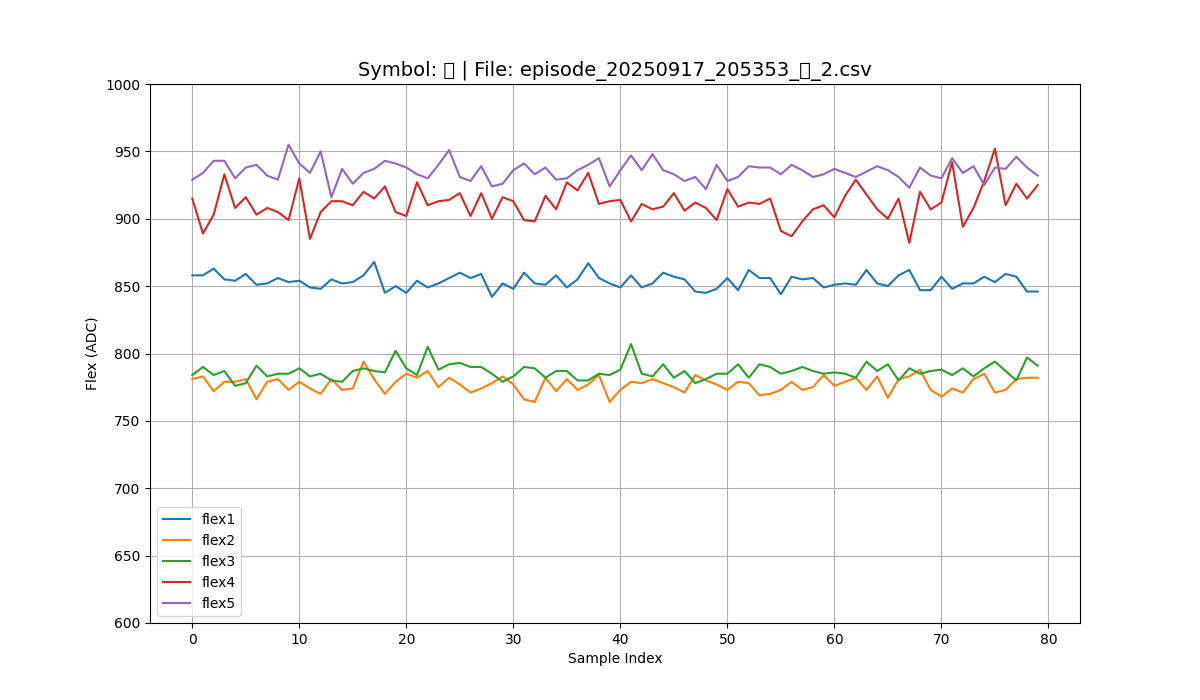 Symbol: ▯ | File: episode_20250917_205353_▯_2.csv
1000
950
900
850
800
750
700
650
600
Flex (ADC)
flex1
flex2
flex3
flex4
flex5
0 10 20 30 40 50 60 70 80
Sample Index